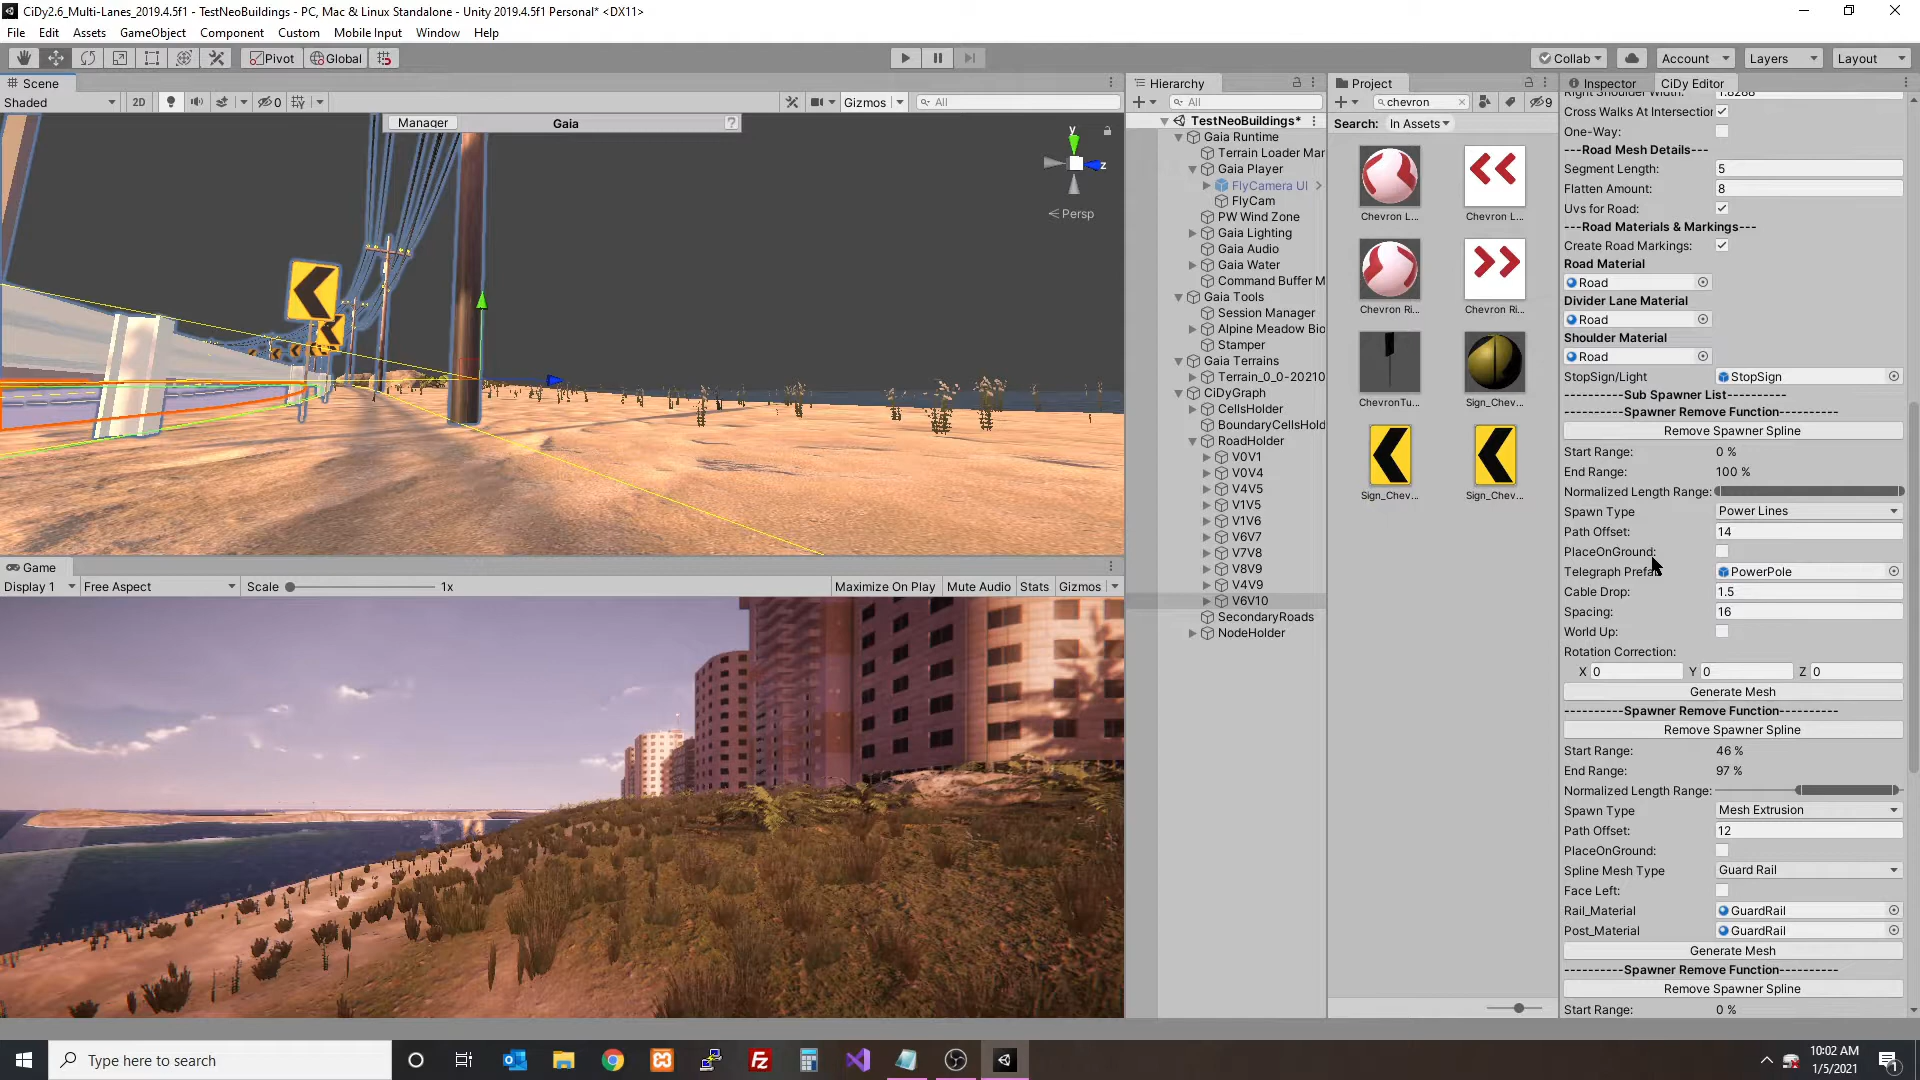 CiDy2.6_Multi-Lanes_2019.4.5f1 - TestNeoBuildings - PC, Mac & Linux Standalone - Unity 2019.4.5f1 Personal* <DX11>
File Edit Assets GameObject Component Custom Mobile Input Window Help
Pivot Global Collab Account Layers Layout
Scene
Shaded 2D 0 Gizmos All
Manager Gaia ?
y
z
Persp
Game
Display 1 Free Aspect Scale 1x Maximize On Play Mute Audio Stats Gizmos
Hierarchy
All
TestNeoBuildings*
Gaia Runtime
Terrain Loader Mar
Gaia Player
FlyCamera UI
FlyCam
PW Wind Zone
Gaia Lighting
Gaia Audio
Gaia Water
Command Buffer M
Gaia Tools
Session Manager
Alpine Meadow Bio
Stamper
Gaia Terrains
Terrain_0_0-20210
CiDyGraph
CellsHolder
BoundaryCellsHold
RoadHolder
V0V1
V0V4
V4V5
V1V5
V1V6
V6V7
V7V8
V8V9
V4V9
V6V10
SecondaryRoads
NodeHolder
Project
chevron 9
Search: In Assets
Chevron L... Chevron L...
Chevron Ri... Chevron Ri...
ChevronTu... Sign_Chev...
Sign_Chev... Sign_Chev...
Inspector CiDy Editor
Cross Walks At Intersection
One-Way:
---Road Mesh Details---
Segment Length: 5
Flatten Amount: 8
Uvs for Road:
---Road Materials & Markings---
Create Road Markings:
Road Material
Road
Divider Lane Material
Road
Shoulder Material
Road
StopSign/Light StopSign
----------Sub Spawner List----------
----------Spawner Remove Function----------
Remove Spawner Spline
Start Range: 0 %
End Range: 100 %
Normalized Length Range:
Spawn Type Power Lines
Path Offset: 14
PlaceOnGround:
Telegraph Prefa PowerPole
Cable Drop: 1.5
Spacing: 16
World Up:
Rotation Correction:
X 0 Y 0 Z 0
Generate Mesh
----------Spawner Remove Function----------
Remove Spawner Spline
Start Range: 46 %
End Range: 97 %
Normalized Length Range:
Spawn Type Mesh Extrusion
Path Offset: 12
PlaceOnGround:
Spline Mesh Type Guard Rail
Face Left:
Rail_Material GuardRail
Post_Material GuardRail
Generate Mesh
----------Spawner Remove Function----------
Remove Spawner Spline
Start Range: 0 %
Type here to search
10:02 AM
1/5/2021
1